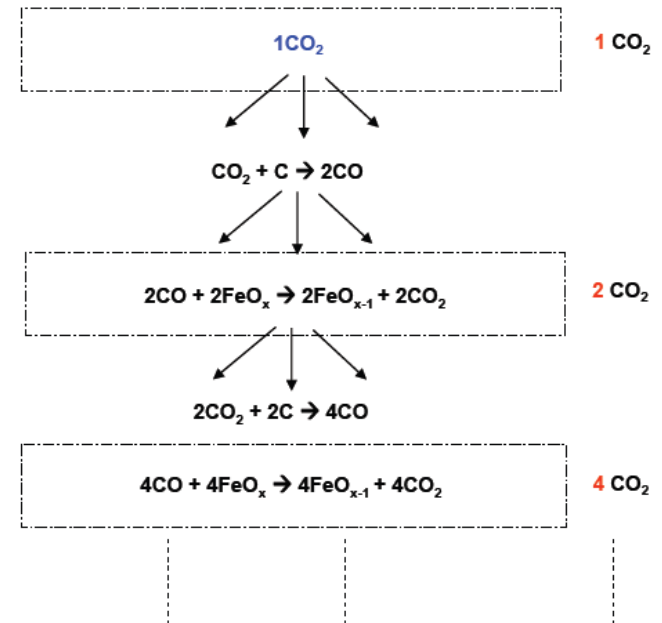 1CO₂ 1 CO₂
CO₂ + C → 2CO
2CO + 2FeOₓ → 2FeOₓ₋₁ + 2CO₂ 2 CO₂
2CO₂ + 2C → 4CO
4CO + 4FeOₓ → 4FeOₓ₋₁ + 4CO₂ 4 CO₂